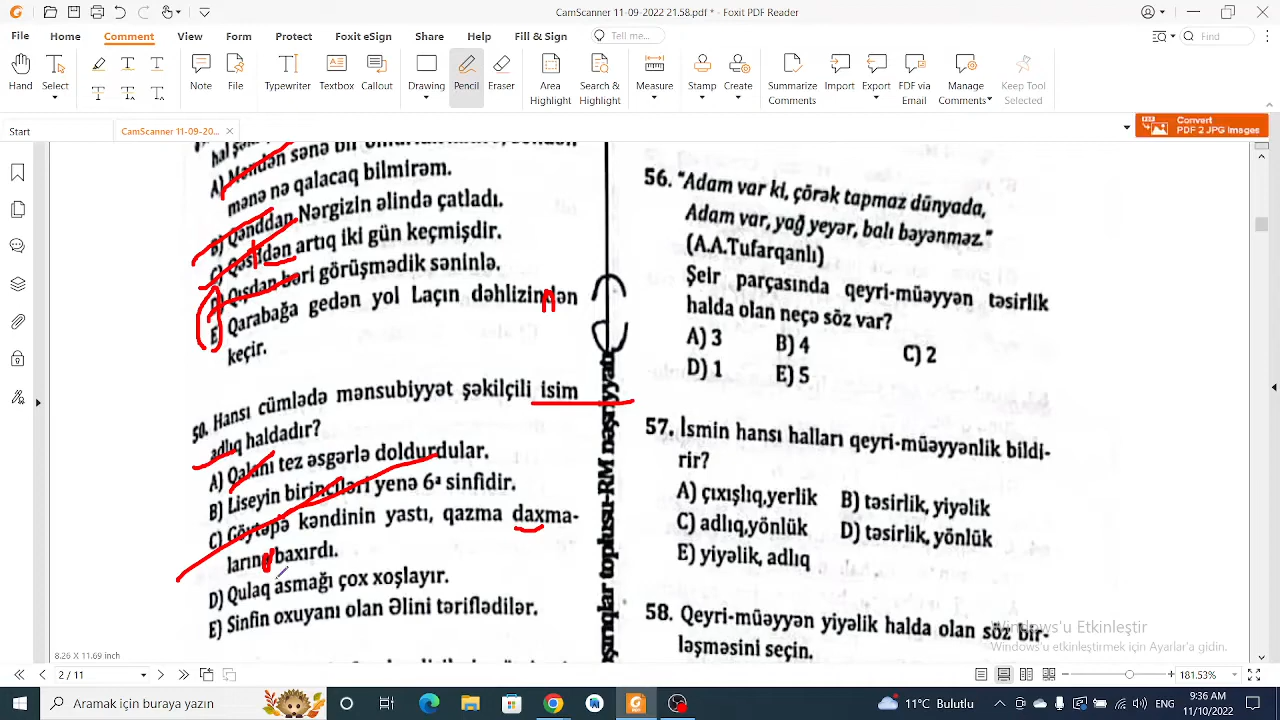 CamScanner 11-09-2022 21.58.pdf - Foxit PDF Reader
File Home Comment View Form Protect Foxit eSign Share Help Fill & Sign Tell me... Find
Hand Select Note File Typewriter Textbox Callout Drawing Pencil Eraser Area Highlight Search & Highlight Measure Stamp Create Summarize Comments Import Export FDF via Email Manage Comments Keep Tool Selected
Start CamScanner 11-09-20... Convert PDF 2 JPG Images
A) Məndən sənə bir
mənə nə qalacaq bilmirəm.
B) Qənddan Nərgizin əlində çatladı.
C) Qəsildən artıq iki gün keçmişdir.
D) Qışdan bəri görüşmədik səninlə.
E) Qarabağa gedən yol Laçın dəhlizindən
keçir.
50. Hansı cümlədə mənsubiyyət şəkilçili isim
adlıq haldadır?
A) Qalanı tez əsgərlə doldurdular.
B) Liseyin birinciləri yenə 6ᵃ sinfidir.
C) Göytəpə kəndinin yastı, qazma daxma-
larına baxırdı.
D) Qulaq asmağı çox xoşlayır.
E) Sinfin oxuyanı olan Əlini təriflədilər.
RM nəşriyyatı
56. "Adam var ki, çörək tapmaz dünyada,
Adam var, yağ yeyər, balı bəyənməz."
(A.A.Tufarqanlı)
Şeir parçasında qeyri-müəyyən təsirlik
halda olan neçə söz var?
A) 3 B) 4 C) 2
D) 1 E) 5
57. İsmin hansı halları qeyri-müəyyənlik bildi-
rir?
A) çıxışlıq,yerlik B) təsirlik, yiyəlik
C) adlıq,yönlük D) təsirlik, yönlük
E) yiyəlik, adlıq
58. Qeyri-müəyyən yiyəlik halda olan söz bir-
ləşməsini seçin.
Windows'u Etkinleştir
Windows'u etkinleştirmek için Ayarlar'a gidin.
8.26 X 11.69 inch
2 / 11 181.53%
Aramak için buraya yazın 11°C Bulutlu ENG 9:36 AM 11/10/2022